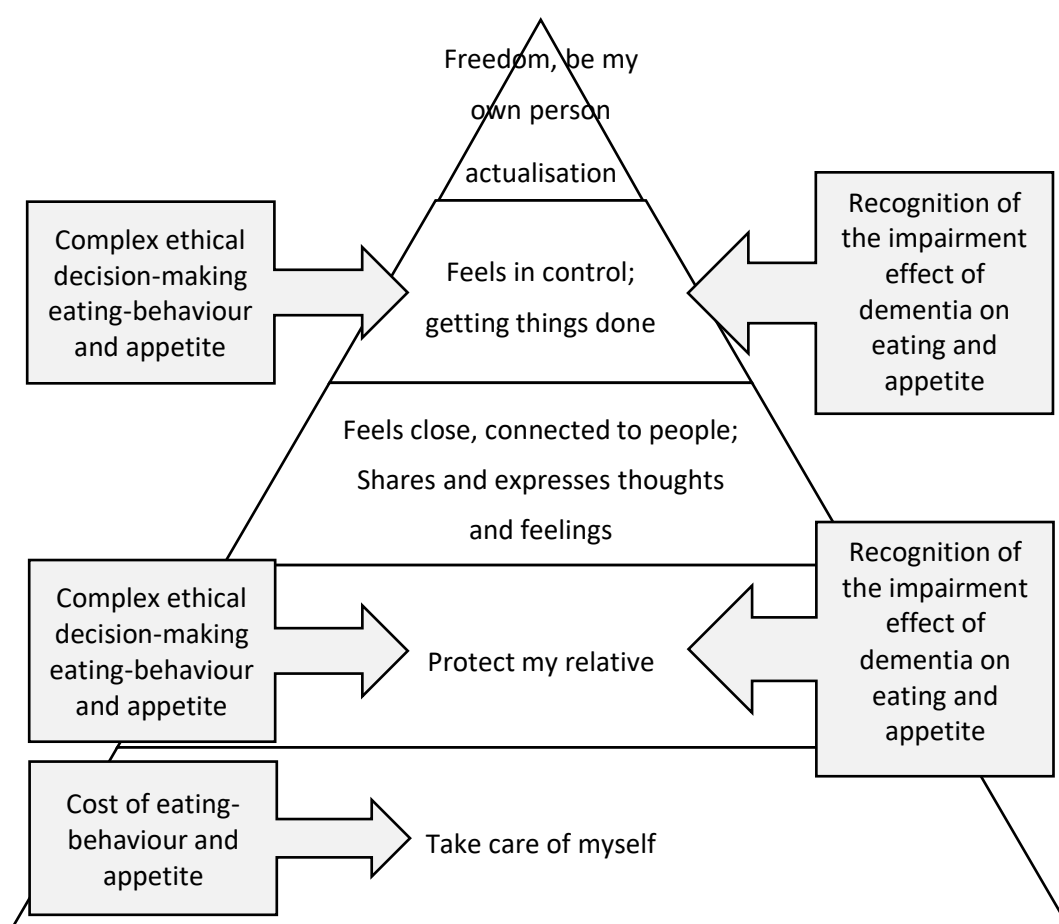 Freedom, be my
own person
actualisation
Complex ethical
decision-making
eating-behaviour
and appetite
Feels in control;
getting things done
Recognition of
the impairment
effect of
dementia on
eating and
appetite
Feels close, connected to people;
Shares and expresses thoughts
and feelings
Complex ethical
decision-making
eating-behaviour
and appetite
Protect my relative
Recognition of
the impairment
effect of
dementia on
eating and
appetite
Cost of eating-
behaviour and
appetite
Take care of myself